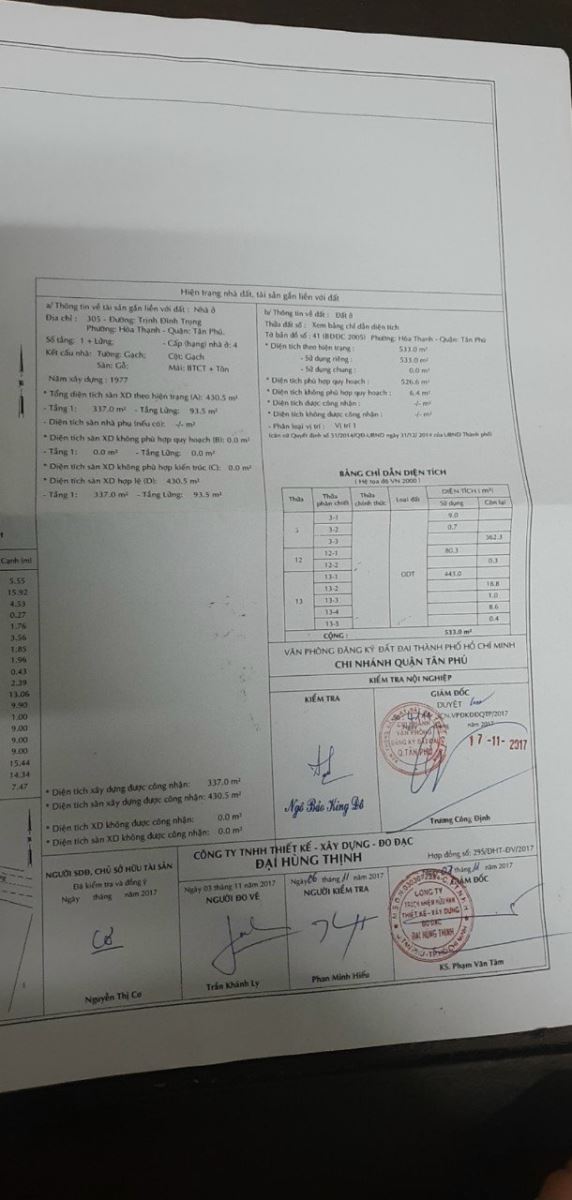 Hiện trạng nhà đất, tài sản gắn liền với đất
a/ Thông tin về tài sản gắn liền với đất : Nhà ở
Địa chỉ : 305 - Đường: Trịnh Đình Trọng
Phường: Hòa Thạnh - Quận: Tân Phú.
Số tầng: 1 + Lửng; - Cấp (hạng) nhà ở: 4
Kết cấu nhà: Tường: Gạch; Cột: Gạch
Sàn: Gỗ; Mái: BTCT + Tôn
Năm xây dựng : 1977
* Tổng diện tích sàn XD theo hiện trạng (A): 430.5 m²
- Tầng 1: 337.0 m² - Tầng Lửng: 93.5 m²
- Diện tích sàn nhà phụ (nếu có): -/- m²
* Diện tích sàn XD không phù hợp quy hoạch (B): 0.0 m²
- Tầng 1: 0.0 m² - Tầng Lửng: 0.0 m²
* Diện tích sàn XD không phù hợp kiến trúc (C): 0.0 m²
* Diện tích sàn XD hợp lệ (D): 430.5 m²
- Tầng 1: 337.0 m² - Tầng Lửng: 93.5 m²
b/ Thông tin về đất : Đất ở
Thửa đất số : Xem bảng chỉ dẫn diện tích
Tờ bản đồ số : 41 (BĐĐC 2005) Phường: Hòa Thạnh - Quận: Tân Phú
* Diện tích theo hiện trạng : 533.0 m²
- Sử dụng riêng : 533.0 m²
- Sử dụng chung : 0.0 m²
* Diện tích phù hợp quy hoạch : 526.6 m²
* Diện tích không phù hợp quy hoạch : 6.4 m²
* Diện tích được công nhận : -/- m²
* Diện tích không được công nhận : -/- m²
- Phân loại vị trí : Vị trí 1
(căn cứ Quyết định số 51/2014/QĐ-UBND ngày 31/12/2014 của UBND Thành phố)
BẢNG CHỈ DẪN DIỆN TÍCH
( Hệ tọa độ VN 2000 )
Thửa Thửa phân chiết Thửa chính thức Loại đất DIỆN TÍCH ( m²)
Sử dụng Còn lại
3-1 9.0
3-2 0.7
3-3 362.3
12 12-1 80.3
12-2 0.3
13 13-1 ODT 443.0
13-2 16.8
13-3 1.0
13-4 8.6
13-5 0.4
CỘNG : 533.0 m²
Cạnh (m)
5.55
15.92
4.53
0.27
1.76
3.56
1.85
1.96
0.43
2.39
13.06
9.90
1.00
9.00
9.00
9.00
15.44
14.34
7.47
* Diện tích xây dựng được công nhận: 337.0 m²
* Diện tích sàn xây dựng được công nhận: 430.5 m²
* Diện tích XD không được công nhận: 0.0 m²
* Diện tích sàn XD không được công nhận: 0.0 m²
VĂN PHÒNG ĐĂNG KÝ ĐẤT ĐAI THÀNH PHỐ HỒ CHÍ MINH
CHI NHÁNH QUẬN TÂN PHÚ
KIỂM TRA NỘI NGHIỆP
KIỂM TRA
GIÁM ĐỐC
DUYỆT
CN.VPĐKĐĐQTP/2017
năm 2017
17-11-2017
Trương Công Định
CÔNG TY TNHH THIẾT KẾ - XÂY DỰNG - ĐO ĐẠC
ĐẠI HÙNG THỊNH
Hợp đồng số: 295/ĐHT-ĐV/2017
NGƯỜI SDĐ, CHỦ SỞ HỮU TÀI SẢN
Đã kiểm tra và đồng ý
Ngày tháng năm 2017
Nguyễn Thị Cơ
Ngày 03 tháng 11 năm 2017
NGƯỜI ĐO VẼ
Trần Khánh Ly
Ngày 06 tháng 11 năm 2017
NGƯỜI KIỂM TRA
Phan Minh Hiếu
tháng 11 năm 2017
GIÁM ĐỐC
CÔNG TY
TRÁCH NHIỆM HỮU HẠN
THIẾT KẾ - XÂY DỰNG
ĐO ĐẠC
ĐẠI HÙNG THỊNH
KS. Phạm Văn Tâm